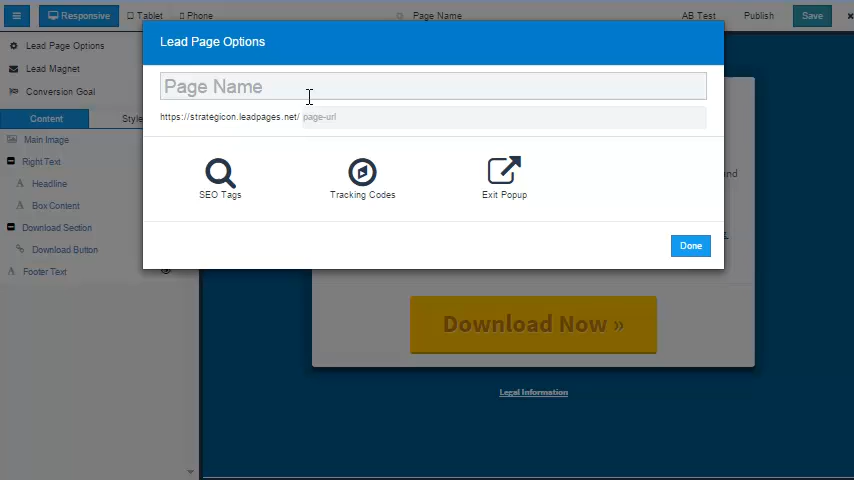 Responsive
Tablet
Phone
Page Name
AB Test
Publish
Save
Lead Page Options
Lead Magnet
Conversion Goal
Content
Style
Main Image
Right Text
Headline
Box Content
Download Section
Download Button
Footer Text
Lead Page Options
Page Name
https://strategicon.leadpages.net/ page-url
SEO Tags
Tracking Codes
Exit Popup
Done
Download Now »
Legal Information